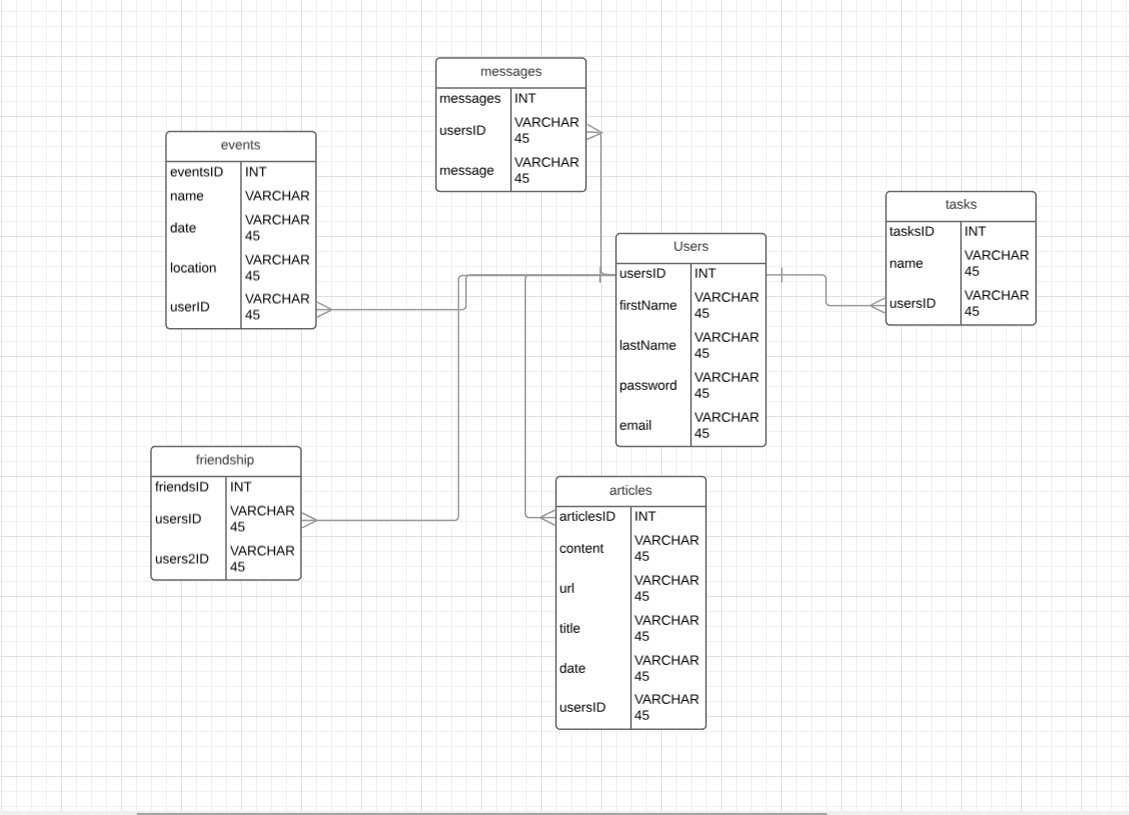 messages
messages INT
usersID VARCHAR
45
message VARCHAR
45
events
eventsID INT
name VARCHAR
date VARCHAR
45
location VARCHAR
45
userID VARCHAR
45
tasks
tasksID INT
name VARCHAR
45
usersID VARCHAR
45
Users
usersID INT
firstName VARCHAR
45
lastName VARCHAR
45
password VARCHAR
45
email VARCHAR
45
friendship
friendsID INT
usersID VARCHAR
45
users2ID VARCHAR
45
articles
articlesID INT
content VARCHAR
45
url VARCHAR
45
title VARCHAR
45
date VARCHAR
45
usersID VARCHAR
45